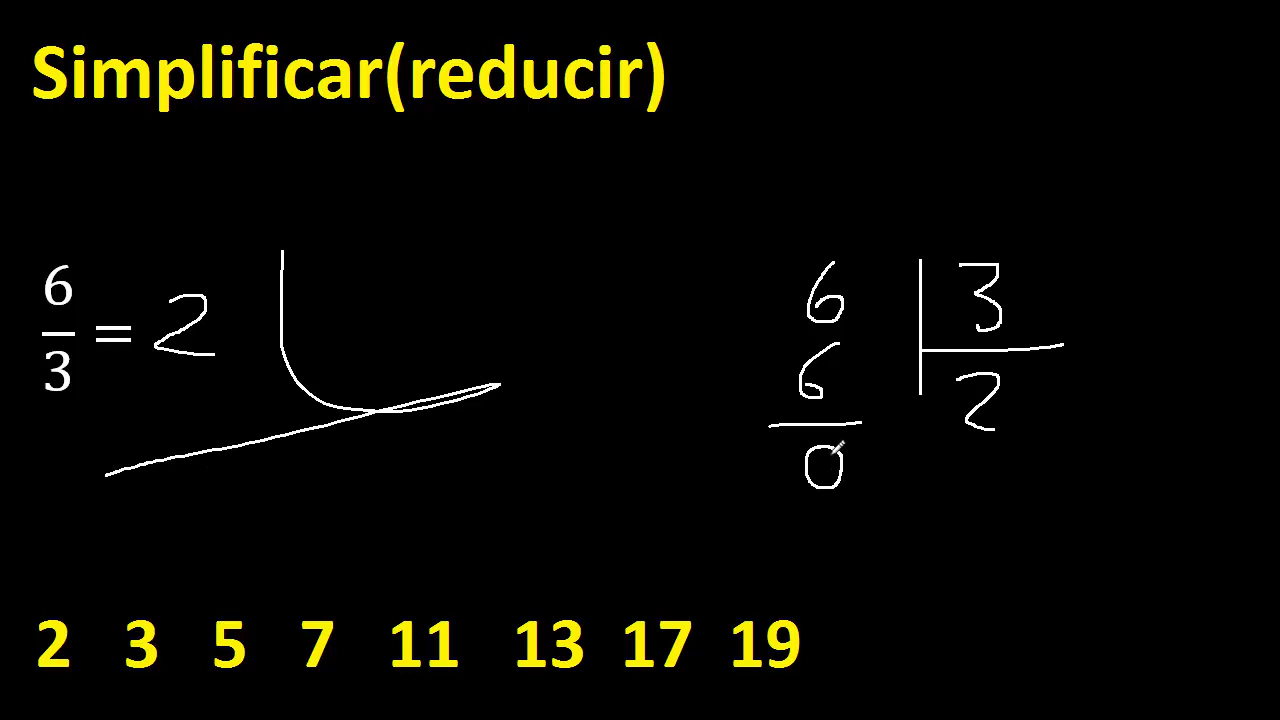 Simplificar(reducir)
6
3 = 2
6 3
6 2
0
2 3 5 7 11 13 17 19